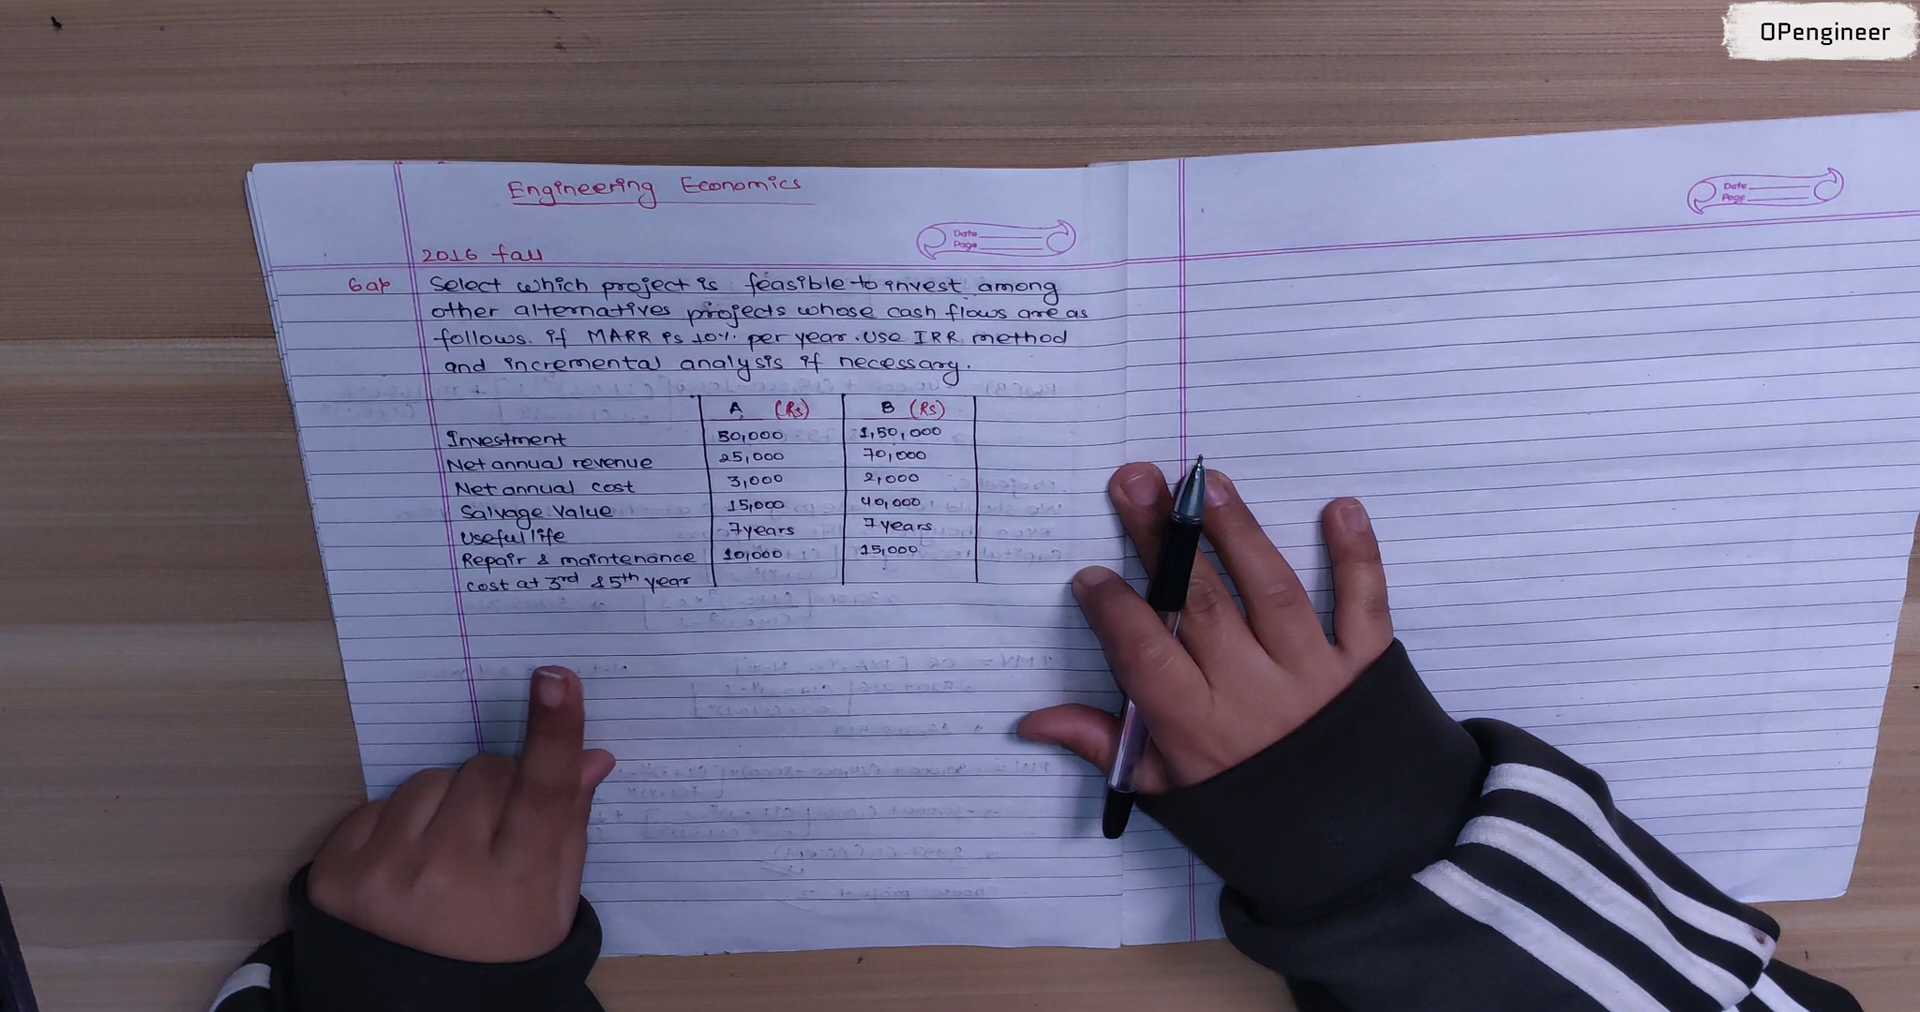 OPengineer
Engineering Economics
Date
Page
Date
Page
2016 fall
6a) Select which project is feasible to invest among
other alternatives projects whose cash flows are as
follows. if MARR is 10% per year. Use IRR method
and incremental analysis if necessary.
A (Rs) B (RS)
Investment 50,000 1,50,000
Net annual revenue 25,000 70,000
Net annual cost 3,000 2,000
Salvage Value 15,000 40,000
Useful life 7years 7 years
Repair & maintenance 10,000 15,000
cost at 3rd & 5th year